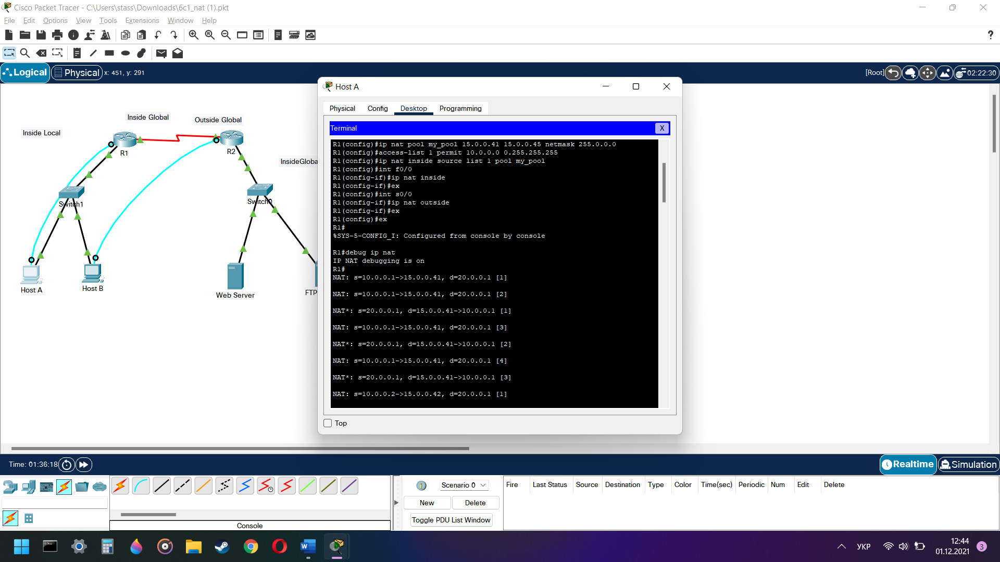 Cisco Packet Tracer - C:\Users\stass\Downloads\6c1_nat (1).pkt
File Edit Options View Tools Extensions Window Help
?
Logical Physical x: 451, y: 291 [Root] 02:22:30
Host A
Physical Config Desktop Programming
Terminal X
R1(config)#ip nat pool my_pool 15.0.0.41 15.0.0.45 netmask 255.0.0.0
R1(config)#access-list 1 permit 10.0.0.0 0.255.255.255
R1(config)#ip nat inside source list 1 pool my_pool
R1(config)#int f0/0
R1(config-if)#ip nat inside
R1(config-if)#ex
R1(config)#int s0/0
R1(config-if)#ip nat outside
R1(config-if)#ex
R1(config)#ex
R1#
%SYS-5-CONFIG_I: Configured from console by console
R1#debug ip nat
IP NAT debugging is on
R1#
NAT: s=10.0.0.1->15.0.0.41, d=20.0.0.1 [1]
NAT: s=10.0.0.1->15.0.0.41, d=20.0.0.1 [2]
NAT*: s=20.0.0.1, d=15.0.0.41->10.0.0.1 [1]
NAT: s=10.0.0.1->15.0.0.41, d=20.0.0.1 [3]
NAT*: s=20.0.0.1, d=15.0.0.41->10.0.0.1 [2]
NAT: s=10.0.0.1->15.0.0.41, d=20.0.0.1 [4]
NAT*: s=20.0.0.1, d=15.0.0.41->10.0.0.1 [3]
NAT: s=10.0.0.2->15.0.0.42, d=20.0.0.1 [1]
Top
Inside Global
Outside Global
Inside Local
R1
R2
InsideGloba
Switch1
Switch0
Host A
Host B
Web Server
FTP
Time: 01:36:18
Realtime Simulation
Scenario 0
New Delete
Toggle PDU List Window
Fire Last Status Source Destination Type Color Time(sec) Periodic Num Edit Delete
Console
УКР
12:44
01.12.2021
3